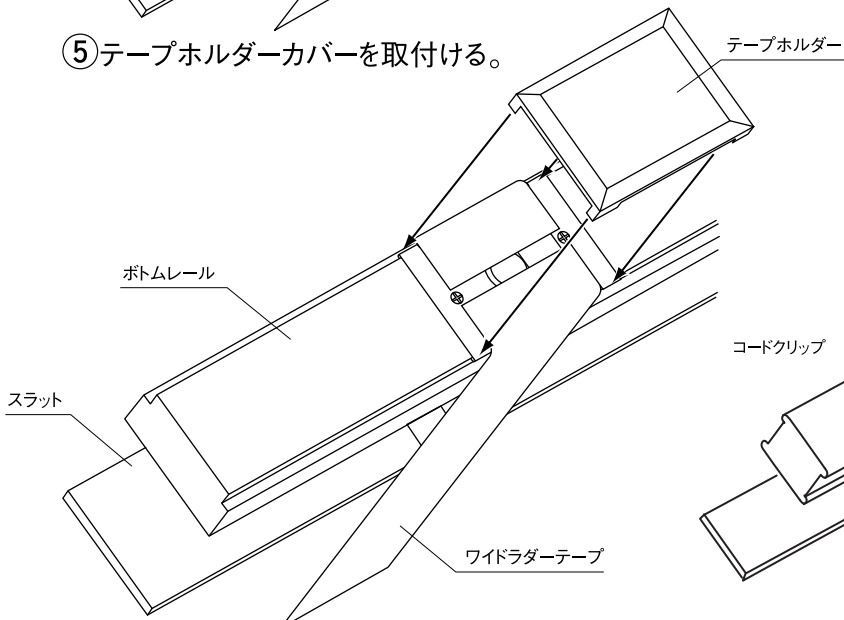 ⑤テープホルダーカバーを取付ける。
テープホルダー
ボトムレール
コードクリップ
スラット
ワイドラダーテープ